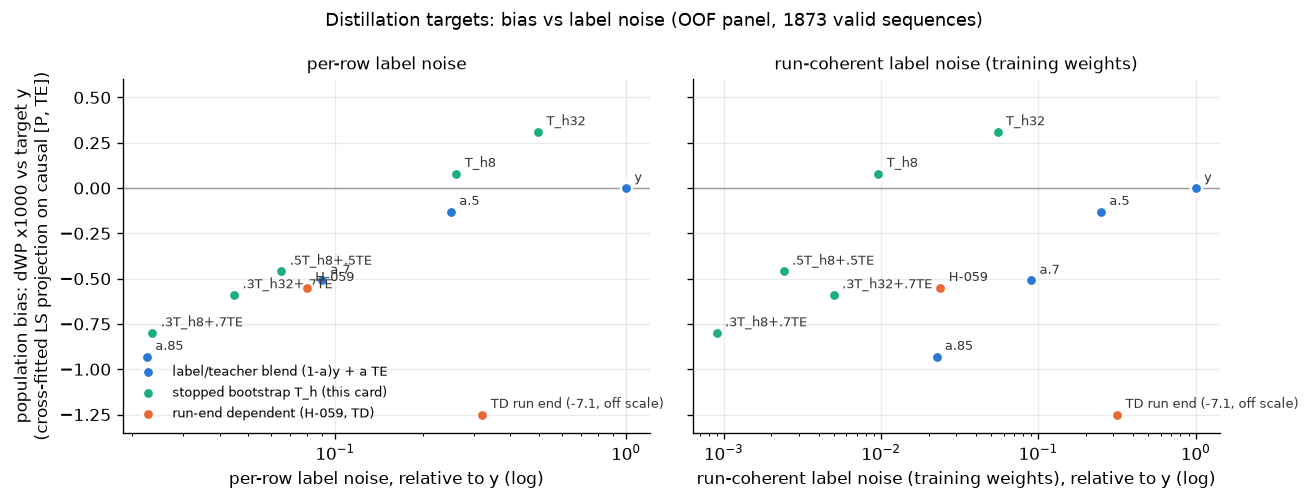 Distillation targets: bias vs label noise (OOF panel, 1873 valid sequences)
per-row label noise
population bias: dWP x1000 vs target y
(cross-fitted LS projection on causal [P, TE])
0.50
0.25
0.00
−0.25
−0.50
−0.75
−1.00
−1.25
T_h32
T_h8
y
a.5
.5T_h8+.5TE
a.7
H-059
.3T_h32+.7TE
.3T_h8+.7TE
a.85
label/teacher blend (1-a)y + a TE
stopped bootstrap T_h (this card)
run-end dependent (H-059, TD)
TD run end (-7.1, off scale)
10⁻¹
10⁰
per-row label noise, relative to y (log)
run-coherent label noise (training weights)
T_h32
T_h8
y
a.5
.5T_h8+.5TE
H-059
a.7
.3T_h32+.7TE
.3T_h8+.7TE
a.85
TD run end (-7.1, off scale)
10⁻³
10⁻²
10⁻¹
10⁰
run-coherent label noise (training weights), relative to y (log)